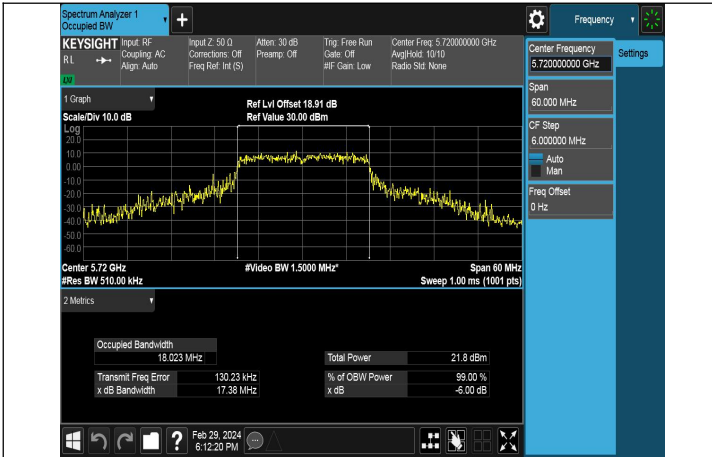 Spectrum Analyzer 1
Occupied BW
+
Frequency
KEYSIGHT
RL
LXI
Input: RF
Coupling: AC
Align: Auto
Input Z: 50 Ω
Corrections: Off
Freq Ref: Int (S)
Atten: 30 dB
Preamp: Off
Trig: Free Run
Gate: Off
#IF Gain: Low
Center Freq: 5.720000000 GHz
Avg|Hold: 10/10
Radio Std: None
Center Frequency
5.720000000 GHz
Settings
Span
60.000 MHz
CF Step
6.000000 MHz
Auto
Man
Freq Offset
0 Hz
1 Graph
Scale/Div 10.0 dB
Ref Lvl Offset 18.91 dB
Ref Value 30.00 dBm
Log
20.0
10.0
0.00
-10.0
-20.0
-30.0
-40.0
-50.0
-60.0
Center 5.72 GHz
#Res BW 510.00 kHz
#Video BW 1.5000 MHz*
Span 60 MHz
Sweep 1.00 ms (1001 pts)
2 Metrics
Occupied Bandwidth
18.023 MHz
Total Power
21.8 dBm
Transmit Freq Error
130.23 kHz
% of OBW Power
99.00 %
x dB Bandwidth
17.38 MHz
x dB
-6.00 dB
?
Feb 29, 2024
6:12:20 PM